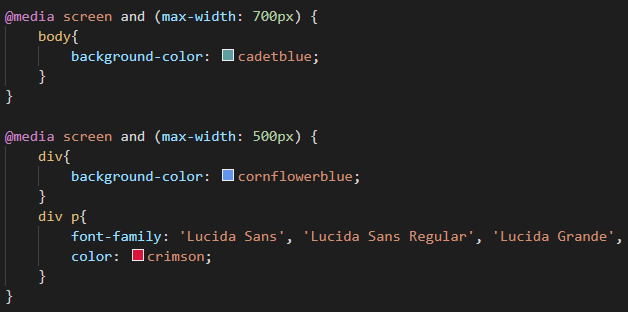 @media screen and (max-width: 700px) {
    body{
        background-color: cadetblue;
    }
}

@media screen and (max-width: 500px) {
    div{
        background-color: cornflowerblue;
    }
    div p{
        font-family: 'Lucida Sans', 'Lucida Sans Regular', 'Lucida Grande',
        color: crimson;
    }
}